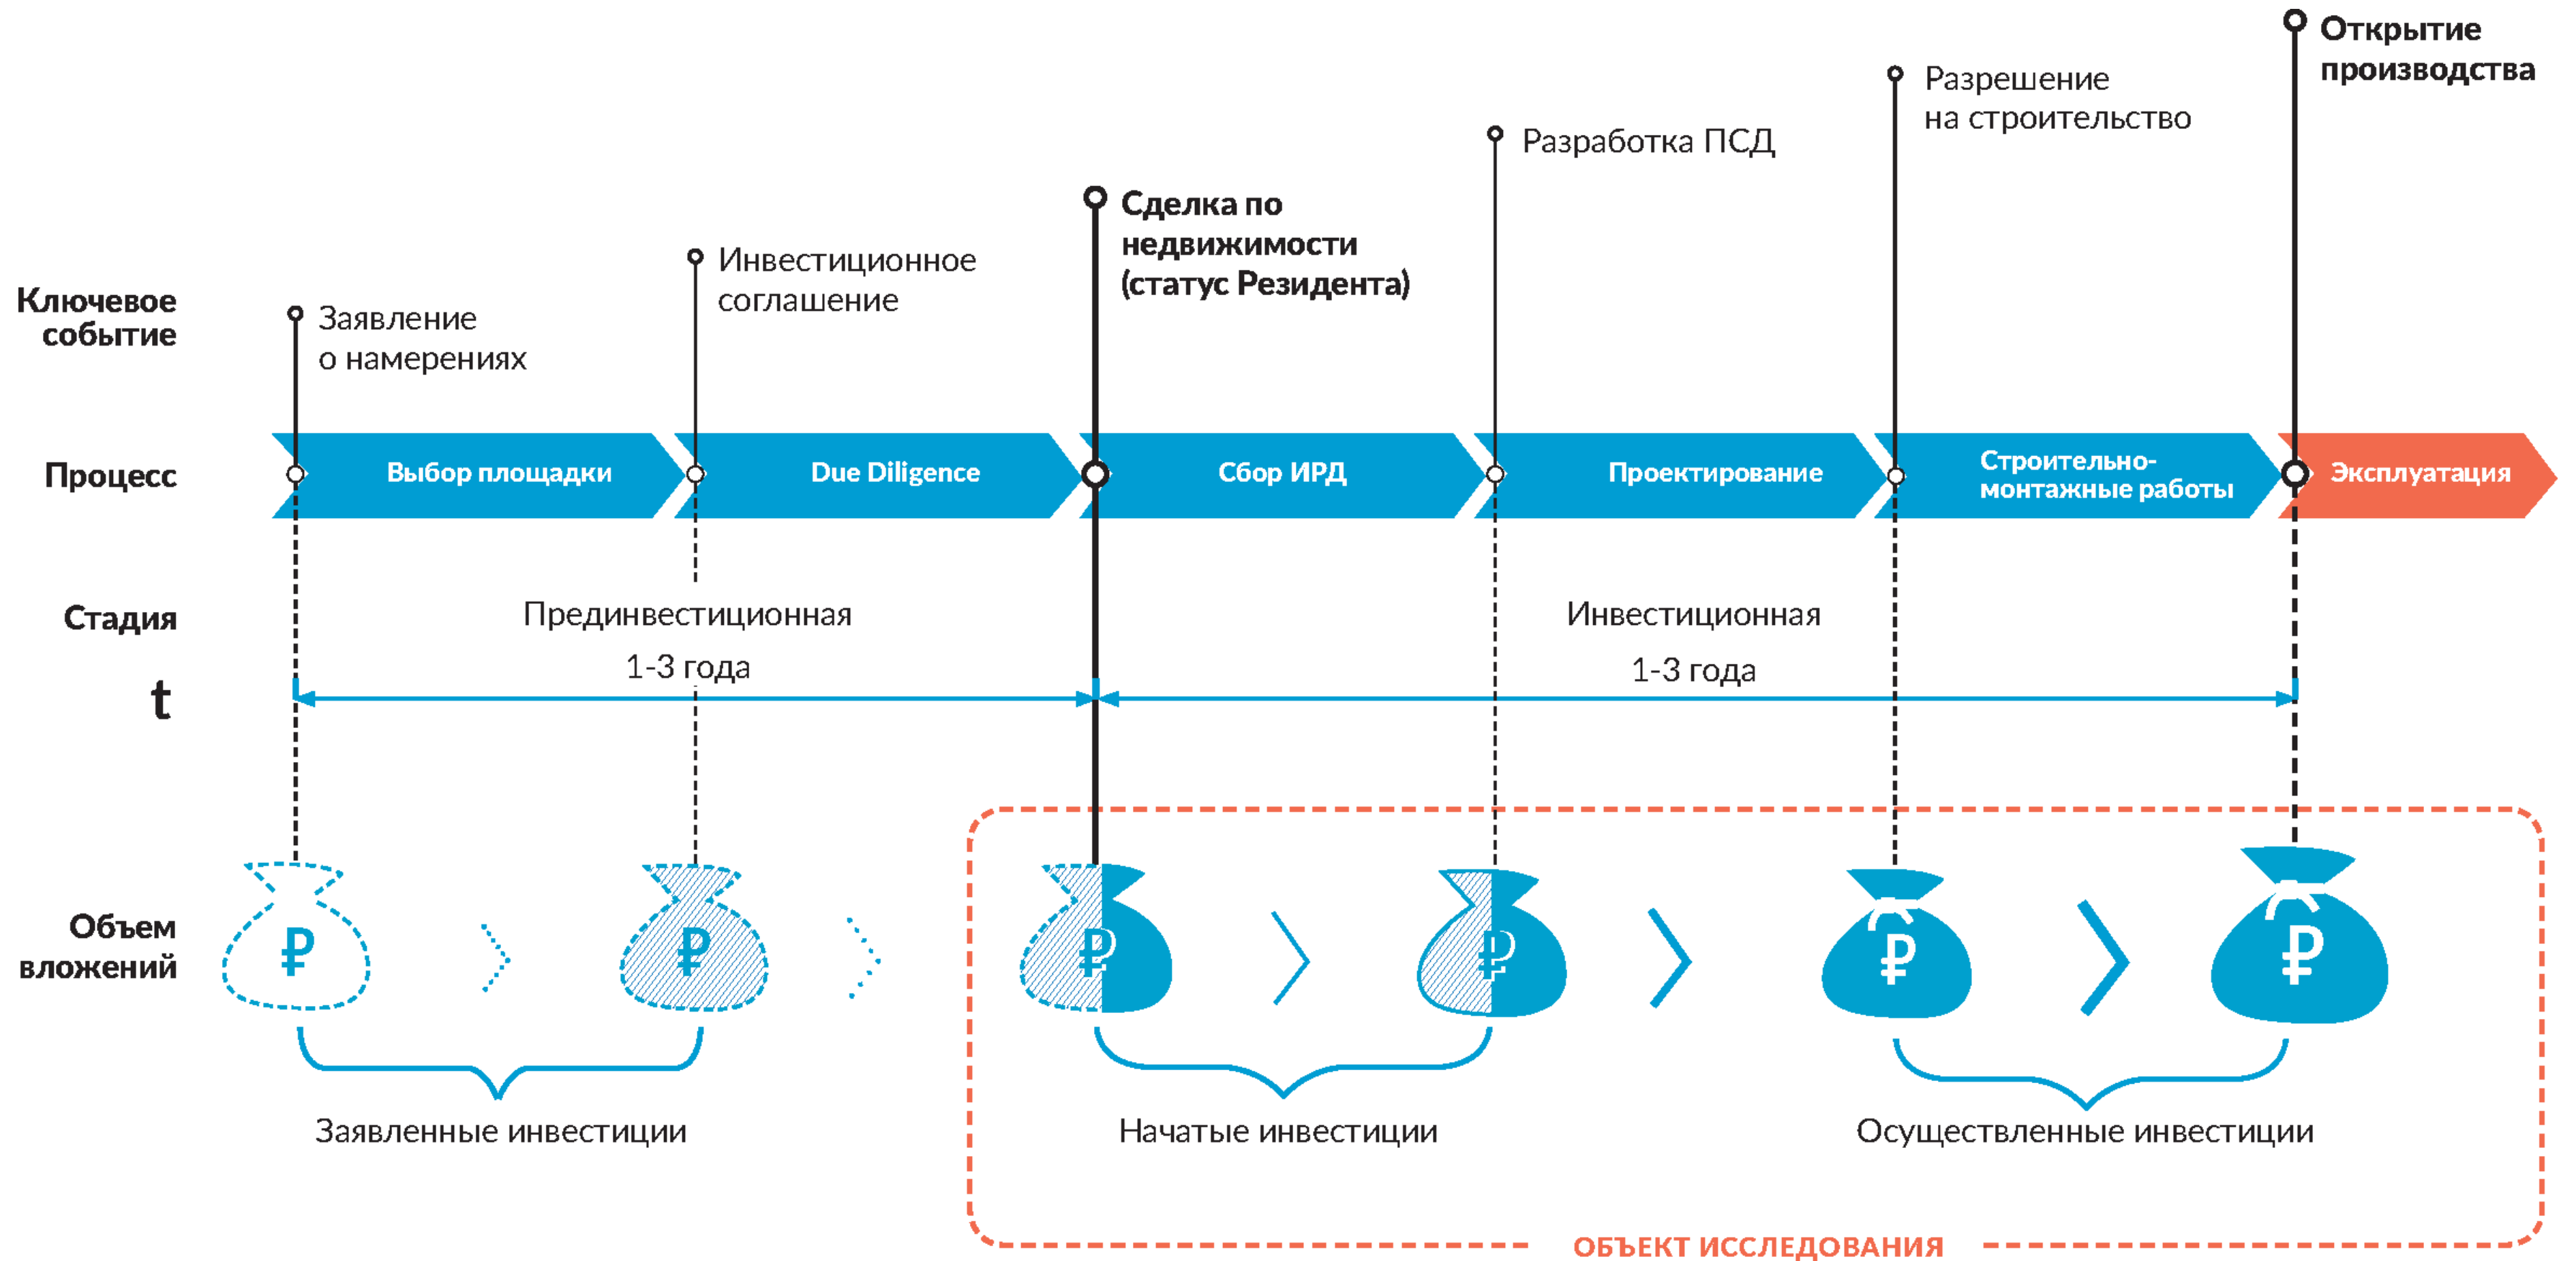 Открытие
производства
Разрешение
на строительство
Разработка ПСД
Сделка по
недвижимости
(статус Резидента)
Инвестиционное
соглашение
Ключевое
событие
Заявление
о намерениях
Процесс
Выбор площадки
Due Diligence
Сбор ИРД
Проектирование
Строительно-
монтажные работы
Эксплуатация
Стадия
Прединвестиционная
Инвестиционная
t
1-3 года
1-3 года
Объем
вложений
₽
₽
₽
₽
₽
₽
Заявленные инвестиции
Начатые инвестиции
Осуществленные инвестиции
ОБЪЕКТ ИССЛЕДОВАНИЯ